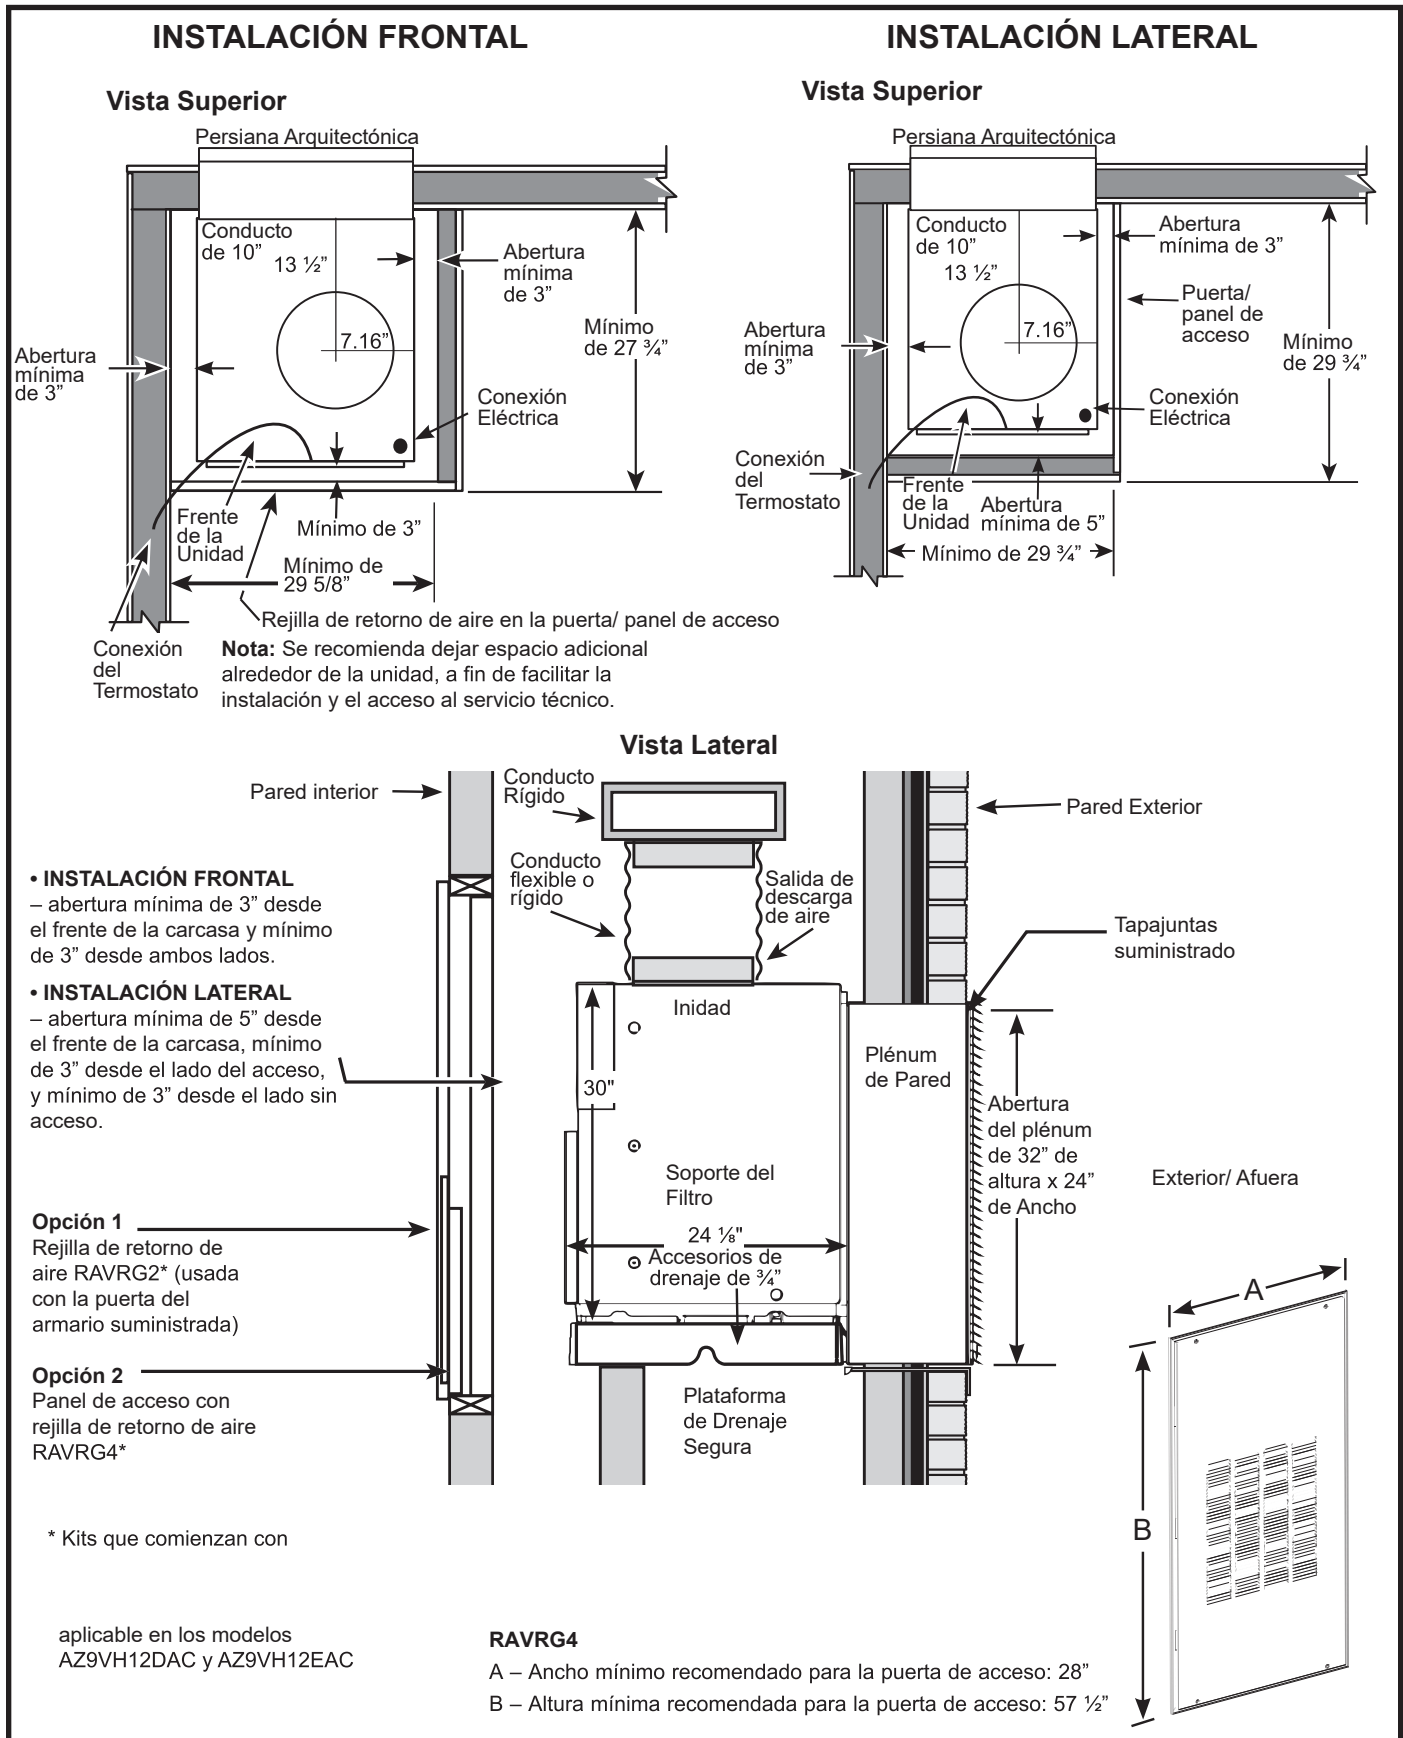 INSTALACIÓN FRONTAL
Vista Superior
Persiana Arquitectónica
Conducto
de 10”
13 ½”
7.16”
Abertura
mínima
de 3”
Abertura
mínima
de 3”
Mínimo
de 27 ¾”
Conexión
Eléctrica
Frente
de la
Unidad
Mínimo de 3”
Mínimo de
29 5/8”
Rejilla de retorno de aire en la puerta/ panel de acceso
Conexión
del
Termostato
Nota: Se recomienda dejar espacio adicional
alrededor de la unidad, a fin de facilitar la
instalación y el acceso al servicio técnico.
INSTALACIÓN LATERAL
Vista Superior
Persiana Arquitectónica
Conducto
de 10”
13 ½”
7.16”
Abertura
mínima de 3”
Puerta/
panel de
acceso
Abertura
mínima
de 3”
Mínimo
de 29 ¾”
Conexión
Eléctrica
Conexión
del
Termostato
Frente
de la
Unidad
Abertura
mínima de 5”
Mínimo de 29 ¾”
Vista Lateral
Pared interior
Conducto
Rígido
Pared Exterior
Conducto
flexible o
rígido
Salida de
descarga
de aire
Tapajuntas
suministrado
• INSTALACIÓN FRONTAL
– abertura mínima de 3” desde
el frente de la carcasa y mínimo
de 3” desde ambos lados.
• INSTALACIÓN LATERAL
– abertura mínima de 5” desde
el frente de la carcasa, mínimo
de 3” desde el lado del acceso,
y mínimo de 3” desde el lado sin
acceso.
Inidad
30"
Plénum
de Pared
Abertura
del plénum
de 32” de
altura x 24”
de Ancho
Soporte del
Filtro
24 ⅛"
Accesorios de
drenaje de ¾”
Exterior/ Afuera
Opción 1
Rejilla de retorno de
aire RAVRG2* (usada
con la puerta del
armario suministrada)
Opción 2
Panel de acceso con
rejilla de retorno de aire
RAVRG4*
Plataforma
de Drenaje
Segura
A
B
* Kits que comienzan con
aplicable en los modelos
AZ9VH12DAC y AZ9VH12EAC
RAVRG4
A – Ancho mínimo recomendado para la puerta de acceso: 28”
B – Altura mínima recomendada para la puerta de acceso: 57 ½”